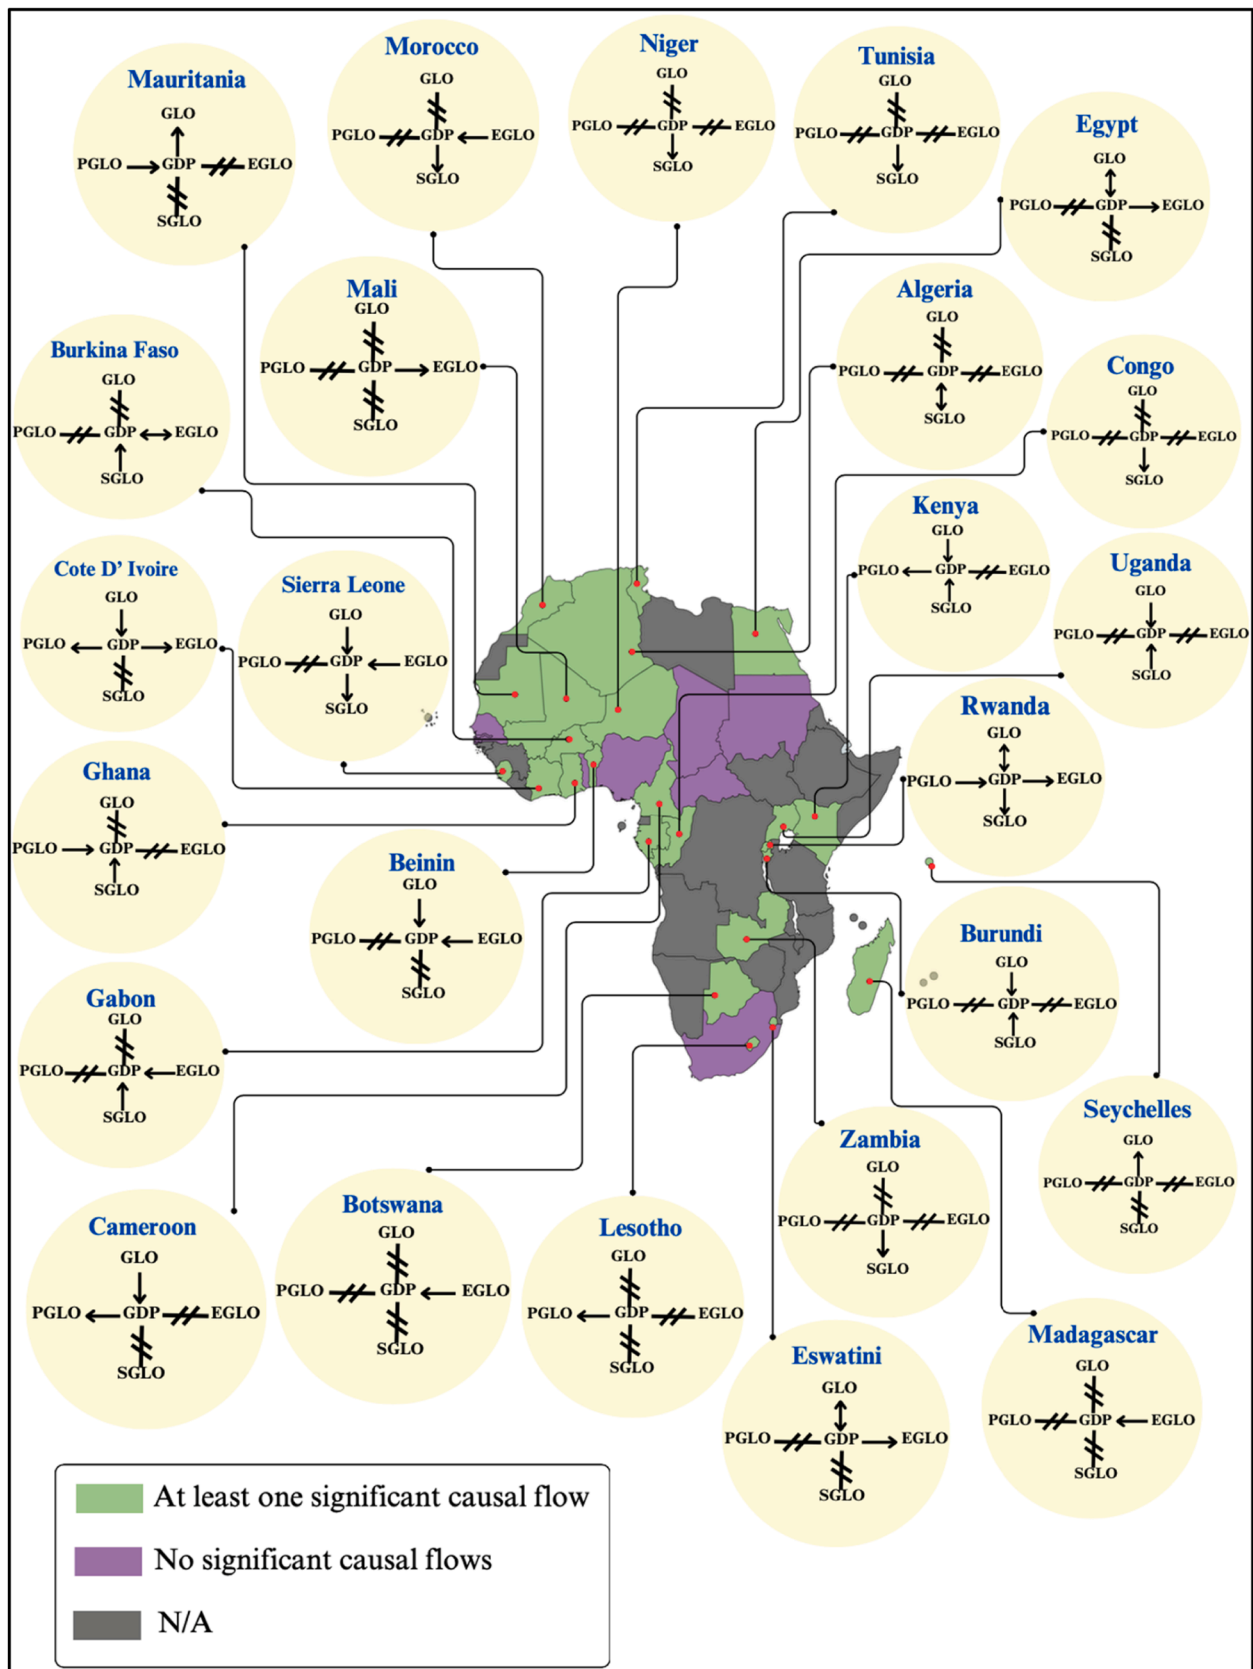 Mauritania
GLO
PGLO GDP EGLO
SGLO
Morocco
GLO
PGLO GDP EGLO
SGLO
Niger
GLO
PGLO GDP EGLO
SGLO
Tunisia
GLO
PGLO GDP EGLO
SGLO
Egypt
GLO
PGLO GDP EGLO
SGLO
Mali
GLO
PGLO GDP EGLO
SGLO
Algeria
GLO
PGLO GDP EGLO
SGLO
Burkina Faso
GLO
PGLO GDP EGLO
SGLO
Congo
GLO
PGLO GDP EGLO
SGLO
Kenya
GLO
PGLO GDP EGLO
SGLO
Cote D’ Ivoire
GLO
PGLO GDP EGLO
SGLO
Sierra Leone
GLO
PGLO GDP EGLO
SGLO
Uganda
GLO
PGLO GDP EGLO
SGLO
Rwanda
GLO
PGLO GDP EGLO
SGLO
Ghana
GLO
PGLO GDP EGLO
SGLO
Beinin
GLO
PGLO GDP EGLO
SGLO
Burundi
GLO
PGLO GDP EGLO
SGLO
Gabon
GLO
PGLO GDP EGLO
SGLO
Seychelles
GLO
PGLO GDP EGLO
SGLO
Zambia
GLO
PGLO GDP EGLO
SGLO
Cameroon
GLO
PGLO GDP EGLO
SGLO
Botswana
GLO
PGLO GDP EGLO
SGLO
Lesotho
GLO
PGLO GDP EGLO
SGLO
Eswatini
GLO
PGLO GDP EGLO
SGLO
Madagascar
GLO
PGLO GDP EGLO
SGLO
At least one significant causal flow
No significant causal flows
N/A